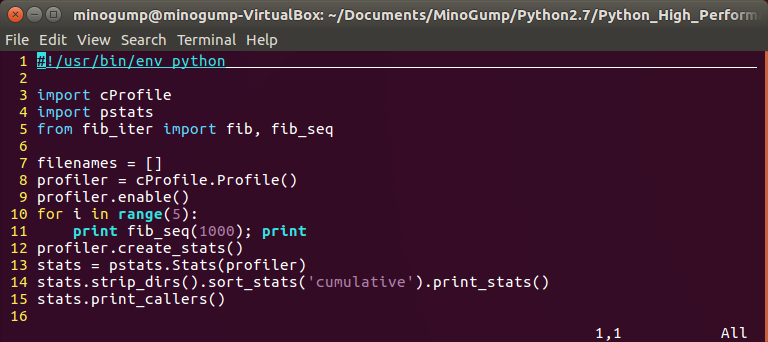 minogump@minogump-VirtualBox: ~/Documents/MinoGump/Python2.7/Python_High_Perform
File Edit View Search Terminal Help
1 #!/usr/bin/env python
2
3 import cProfile
4 import pstats
5 from fib_iter import fib, fib_seq
6
7 filenames = []
8 profiler = cProfile.Profile()
9 profiler.enable()
10 for i in range(5):
11     print fib_seq(1000); print
12 profiler.create_stats()
13 stats = pstats.Stats(profiler)
14 stats.strip_dirs().sort_stats('cumulative').print_stats()
15 stats.print_callers()
16
1,1 All